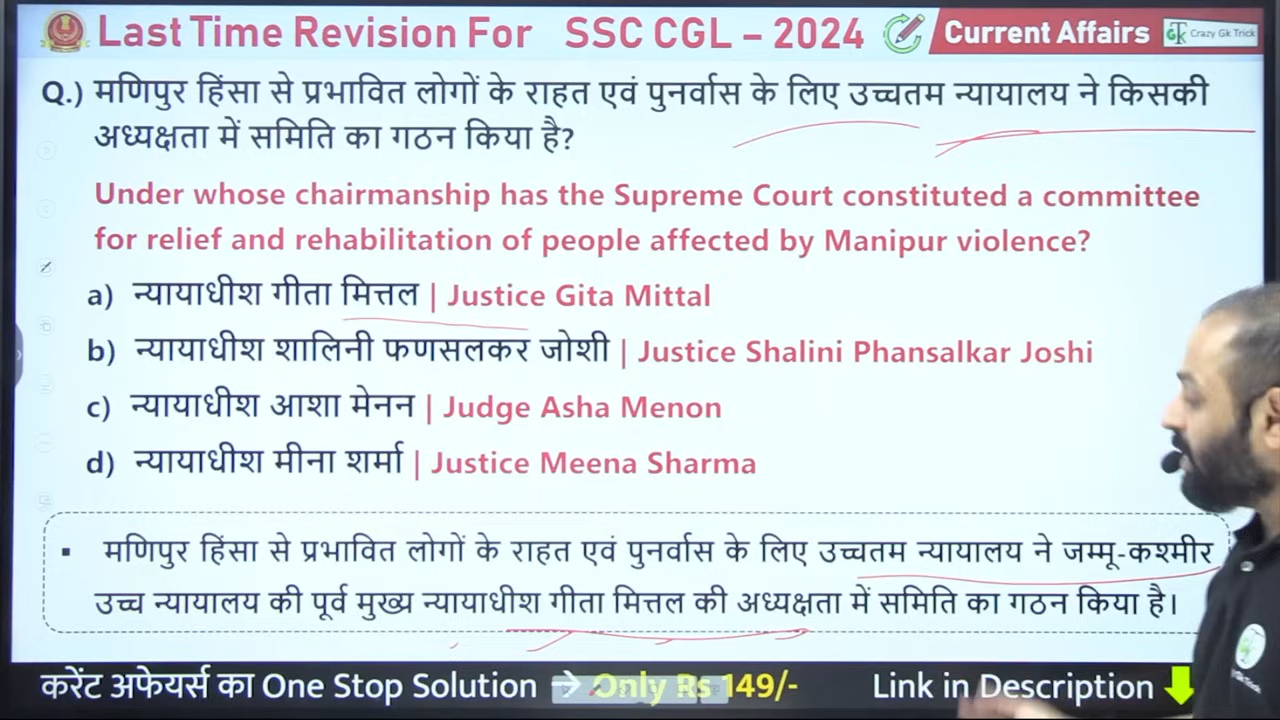 Last Time Revision For SSC CGL – 2024 Current Affairs Crazy Gk Trick
Q.) मणिपुर हिंसा से प्रभावित लोगों के राहत एवं पुनर्वास के लिए उच्चतम न्यायालय ने किसकी
अध्यक्षता में समिति का गठन किया है?
Under whose chairmanship has the Supreme Court constituted a committee
for relief and rehabilitation of people affected by Manipur violence?
a) न्यायाधीश गीता मित्तल | Justice Gita Mittal
b) न्यायाधीश शालिनी फणसलकर जोशी | Justice Shalini Phansalkar Joshi
c) न्यायाधीश आशा मेनन | Judge Asha Menon
d) न्यायाधीश मीना शर्मा | Justice Meena Sharma
▪ मणिपुर हिंसा से प्रभावित लोगों के राहत एवं पुनर्वास के लिए उच्चतम न्यायालय ने जम्मू-कश्मीर
उच्च न्यायालय की पूर्व मुख्य न्यायाधीश गीता मित्तल की अध्यक्षता में समिति का गठन किया है।
करेंट अफेयर्स का One Stop Solution → Only Rs 149/- Link in Description